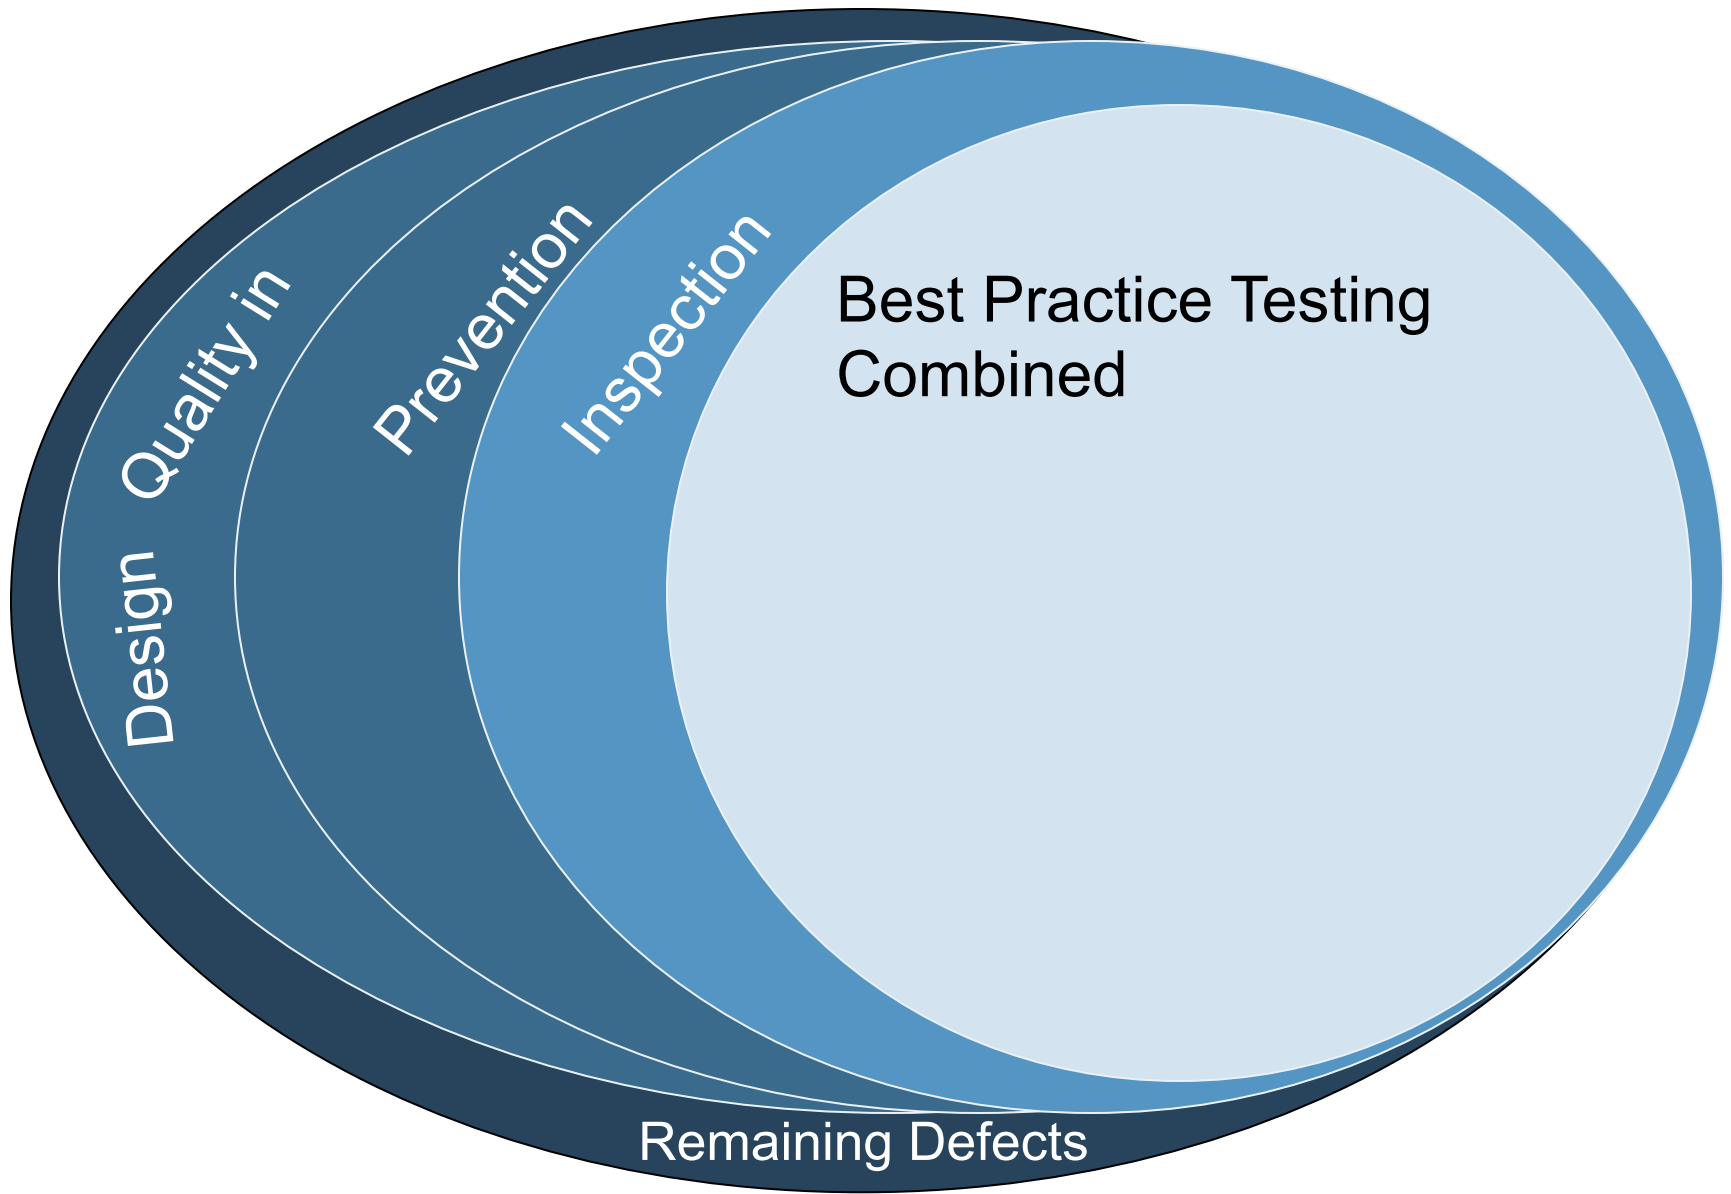 Design Quality in
Prevention
Inspection
Best Practice Testing
Combined
Remaining Defects